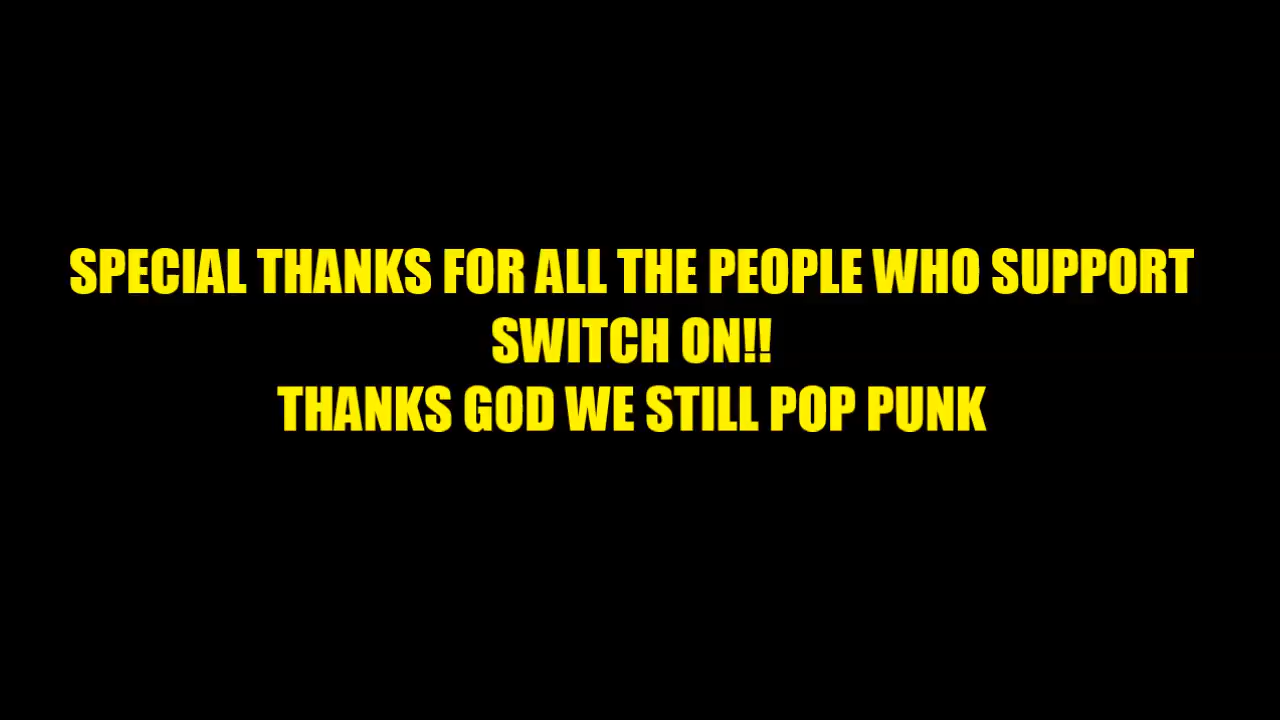 SPECIAL THANKS FOR ALL THE PEOPLE WHO SUPPORT
SWITCH ON!!
THANKS GOD WE STILL POP PUNK